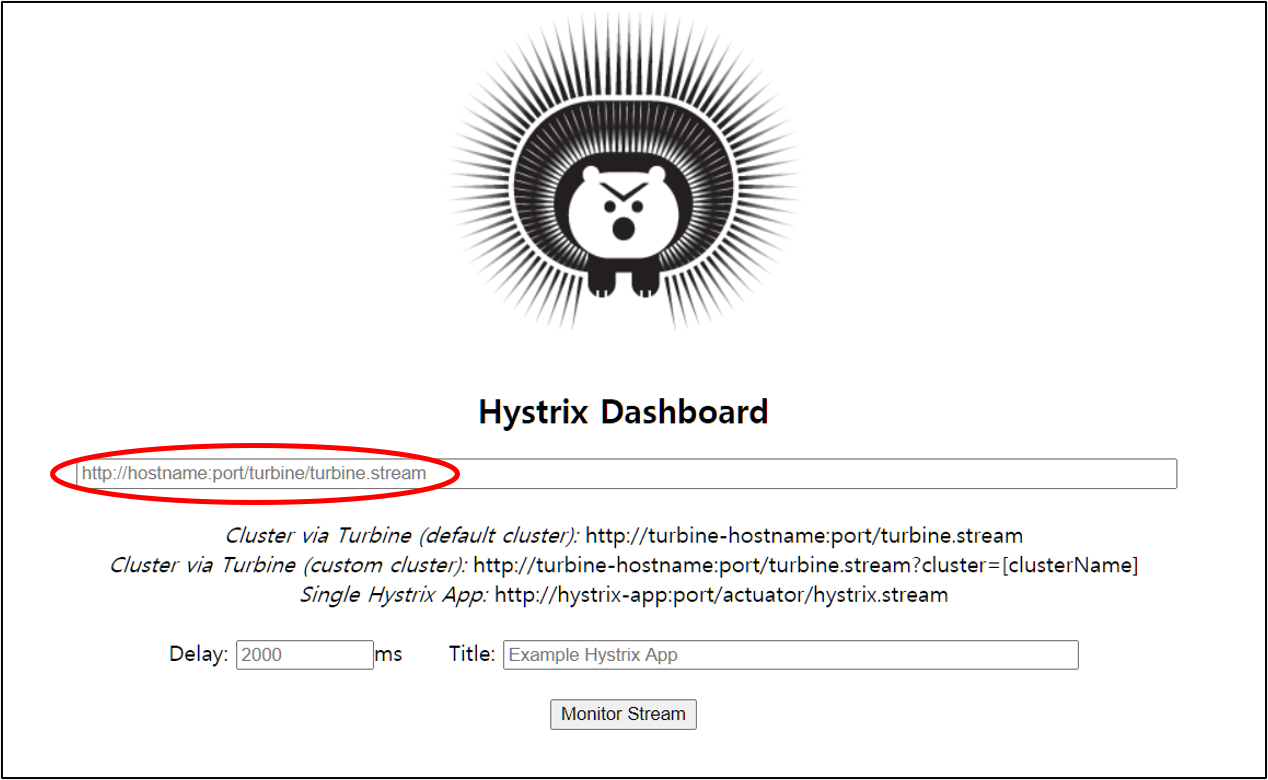 Hystrix Dashboard
http://hostname:port/turbine/turbine.stream
Cluster via Turbine (default cluster): http://turbine-hostname:port/turbine.stream
Cluster via Turbine (custom cluster): http://turbine-hostname:port/turbine.stream?cluster=[clusterName]
Single Hystrix App: http://hystrix-app:port/actuator/hystrix.stream
Delay: 2000 ms Title: Example Hystrix App
Monitor Stream